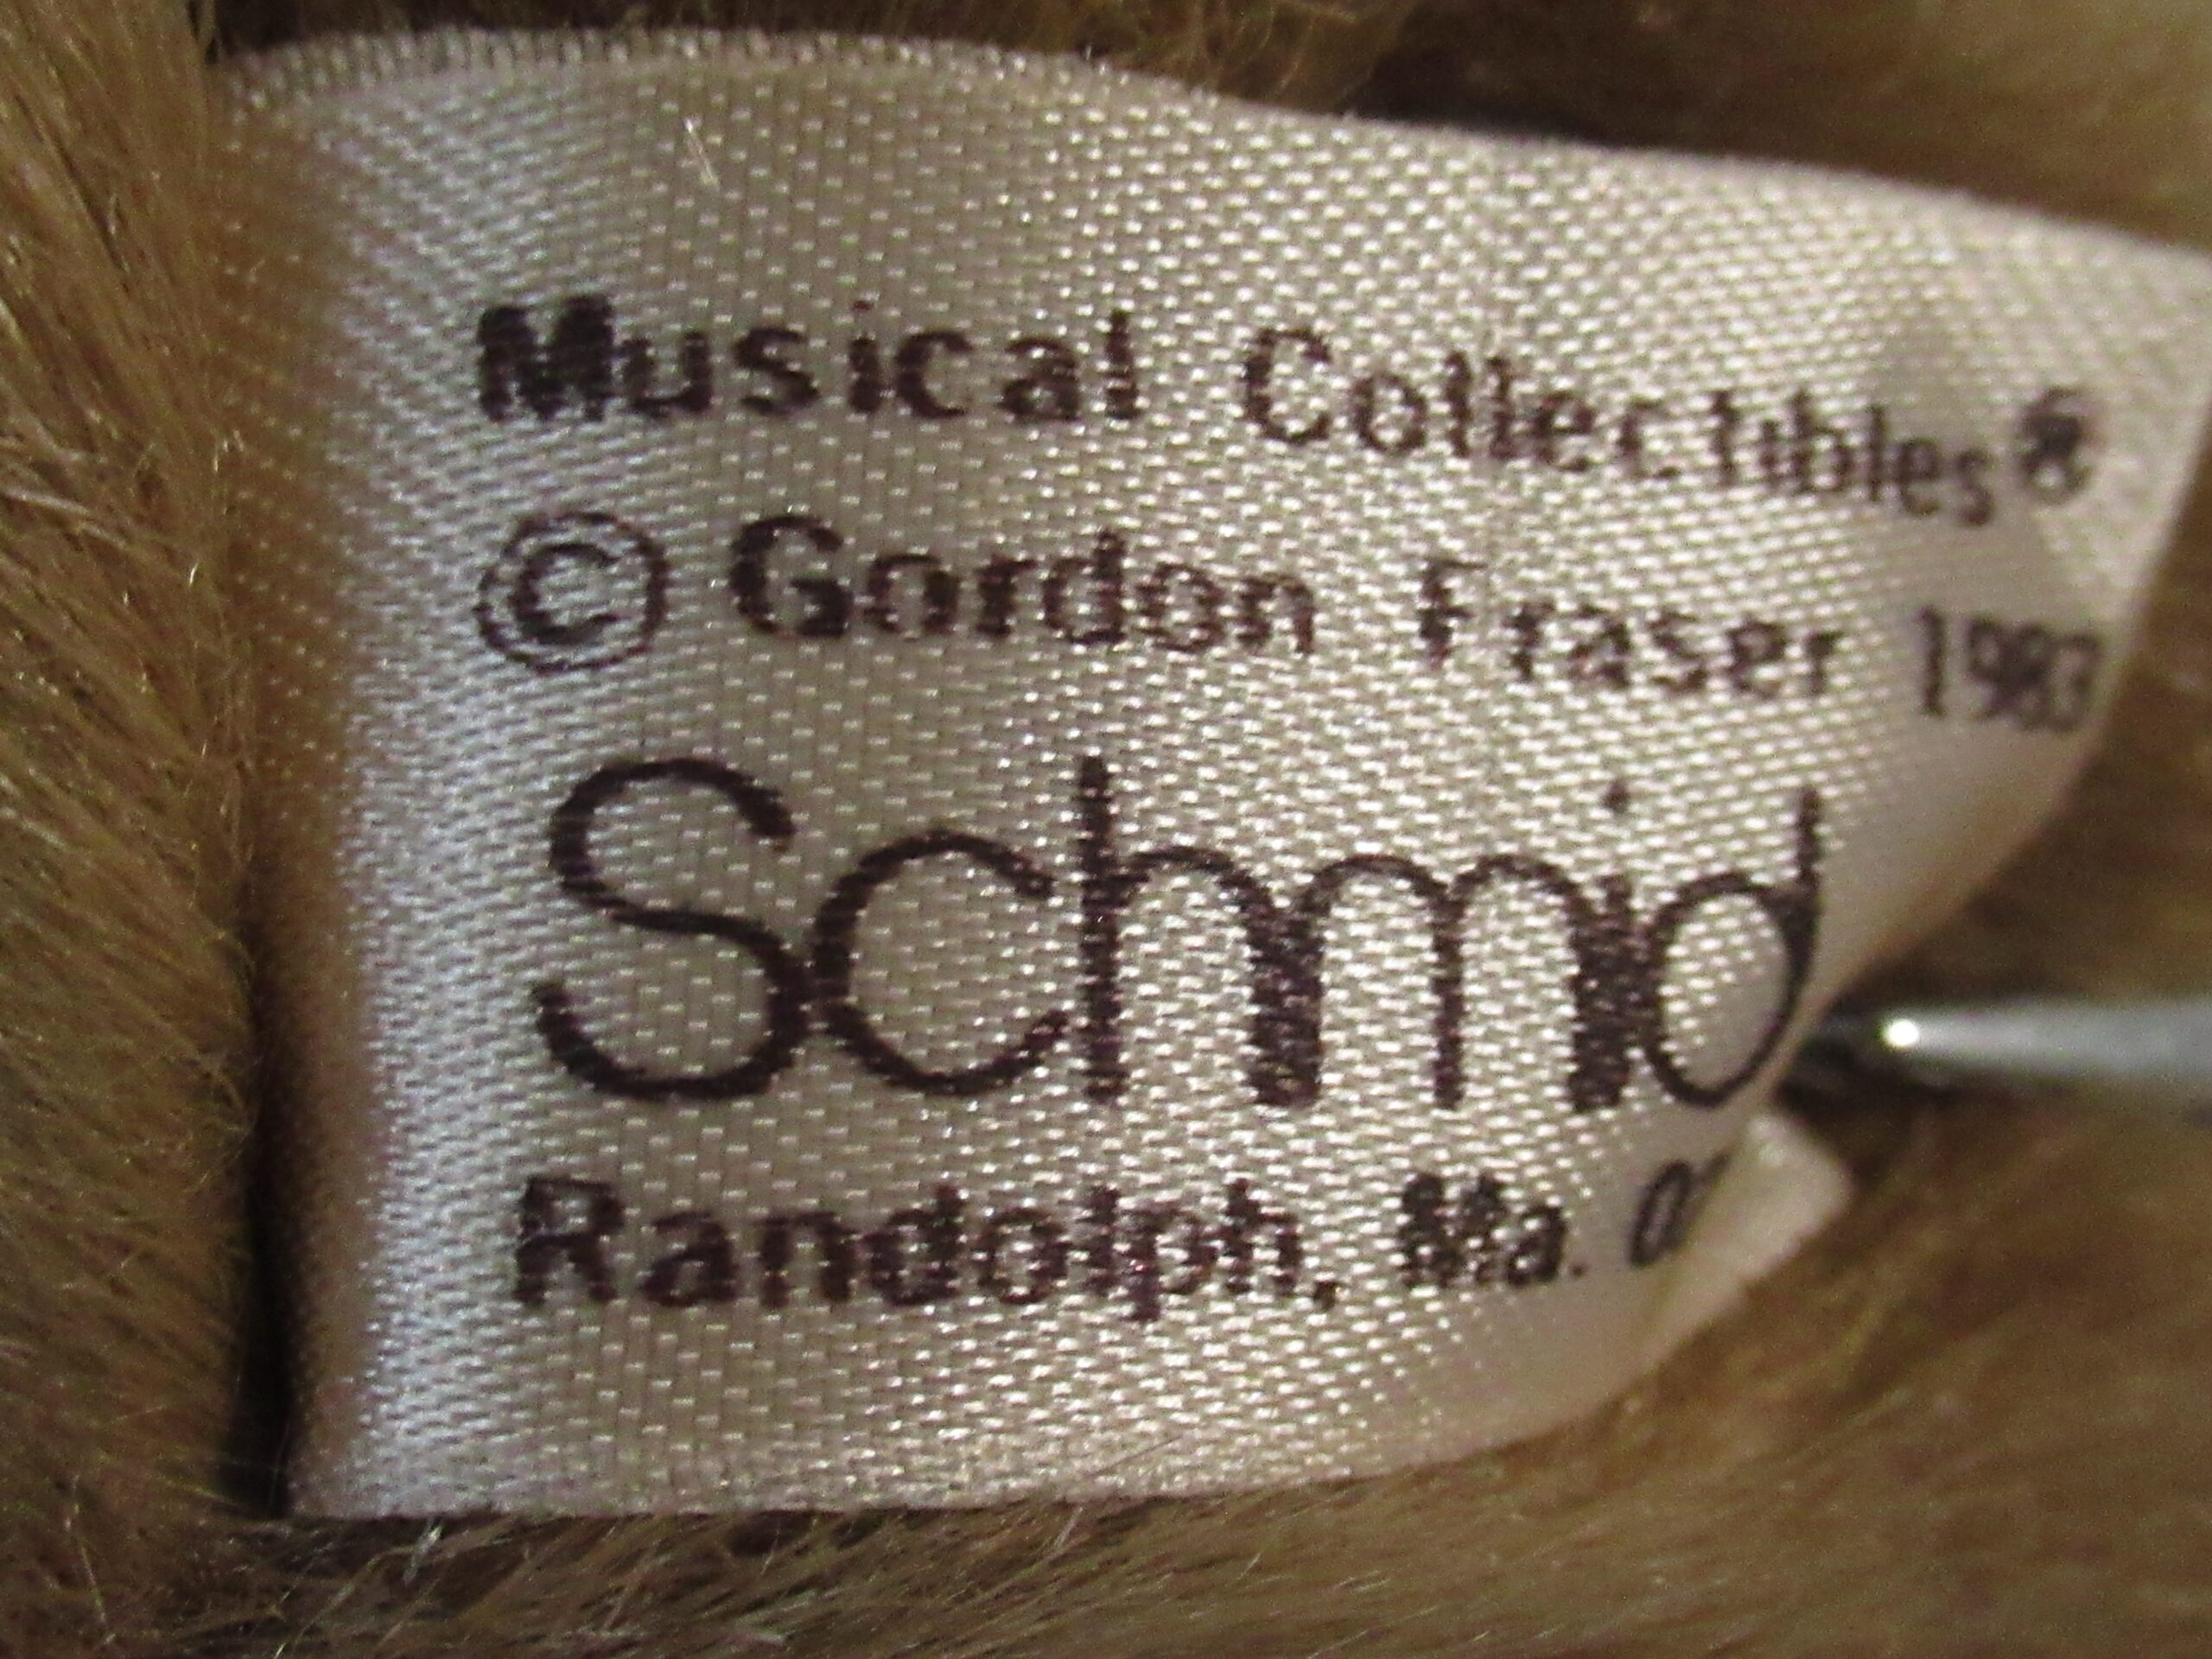 Musical Collectibles®
© Gordon Fraser 1983
Schmid
Randolph, Ma.